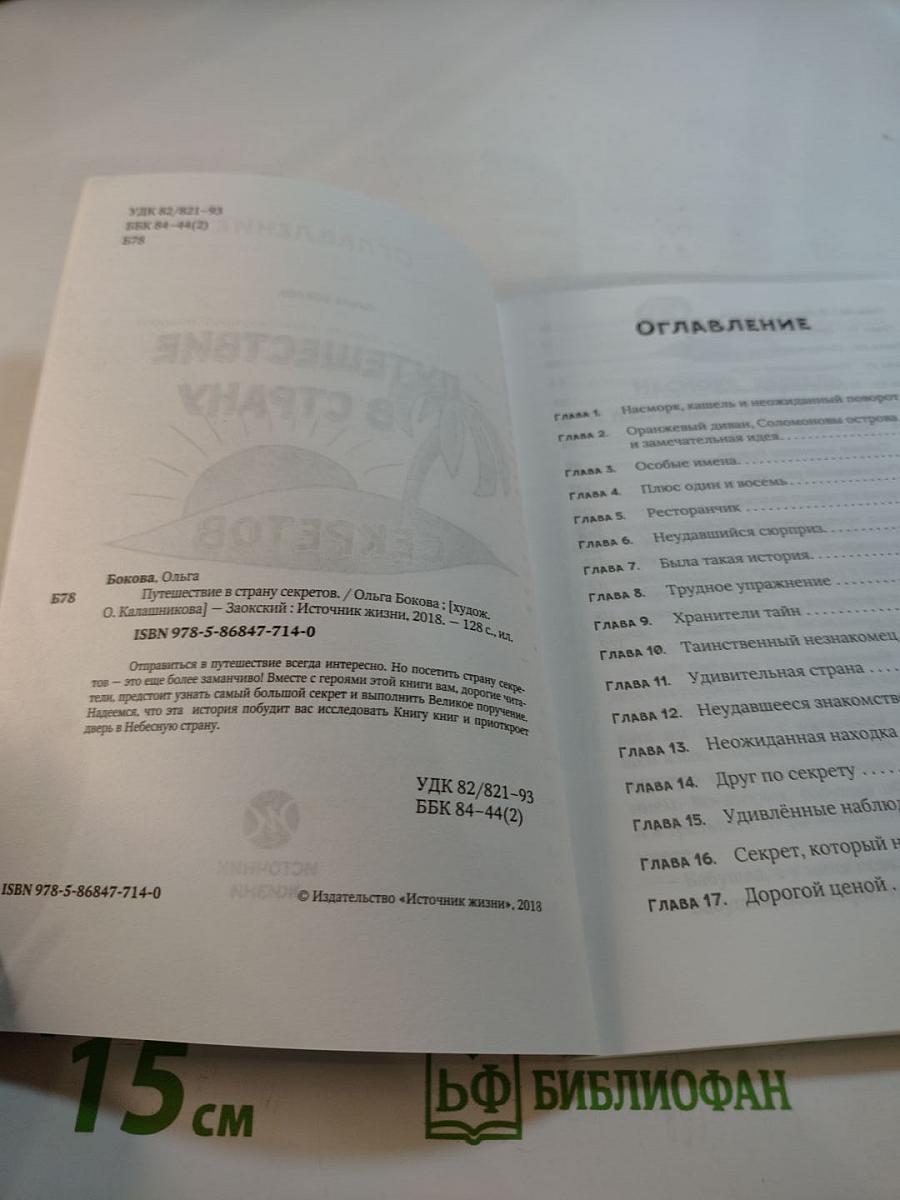 УДК 82/821–93
ББК 84–44(2)
Б78
Бокова, Ольга
Б78 Путешествие в страну секретов. / Ольга Бокова ; [худож.
О. Калашникова] — Заокский : Источник жизни, 2018. — 128 с., ил.
ISBN 978-5-86847-714-0
Отправиться в путешествие всегда интересно. Но посетить страну секре-
тов — это еще более заманчиво! Вместе с героями этой книги вам, дорогие чита-
тели, предстоит узнать самый большой секрет и выполнить Великое поручение.
Надеемся, что эта история побудит вас исследовать Книгу книг и приоткроет
дверь в Небесную страну.
УДК 82/821–93
ББК 84–44(2)
ISBN 978-5-86847-714-0
© Издательство «Источник жизни», 2018
Оглавление
Глава 1. Насморк, кашель и неожиданный поворот
Глава 2. Оранжевый диван, Соломоновы острова
и замечательная идея
Глава 3. Особые имена
Глава 4. Плюс один и восемь
Глава 5. Ресторанчик
Глава 6. Неудавшийся сюрприз
Глава 7. Была такая история
Глава 8. Трудное упражнение
Глава 9. Хранители тайн
Глава 10. Таинственный незнакомец
Глава 11. Удивительная страна
Глава 12. Неудавшееся знакомств
Глава 13. Неожиданная находка
Глава 14. Друг по секрету
Глава 15. Удивлённые наблюд
Глава 16. Секрет, который н
Глава 17. Дорогой ценой
15 см
БФ БИБЛИОФАН